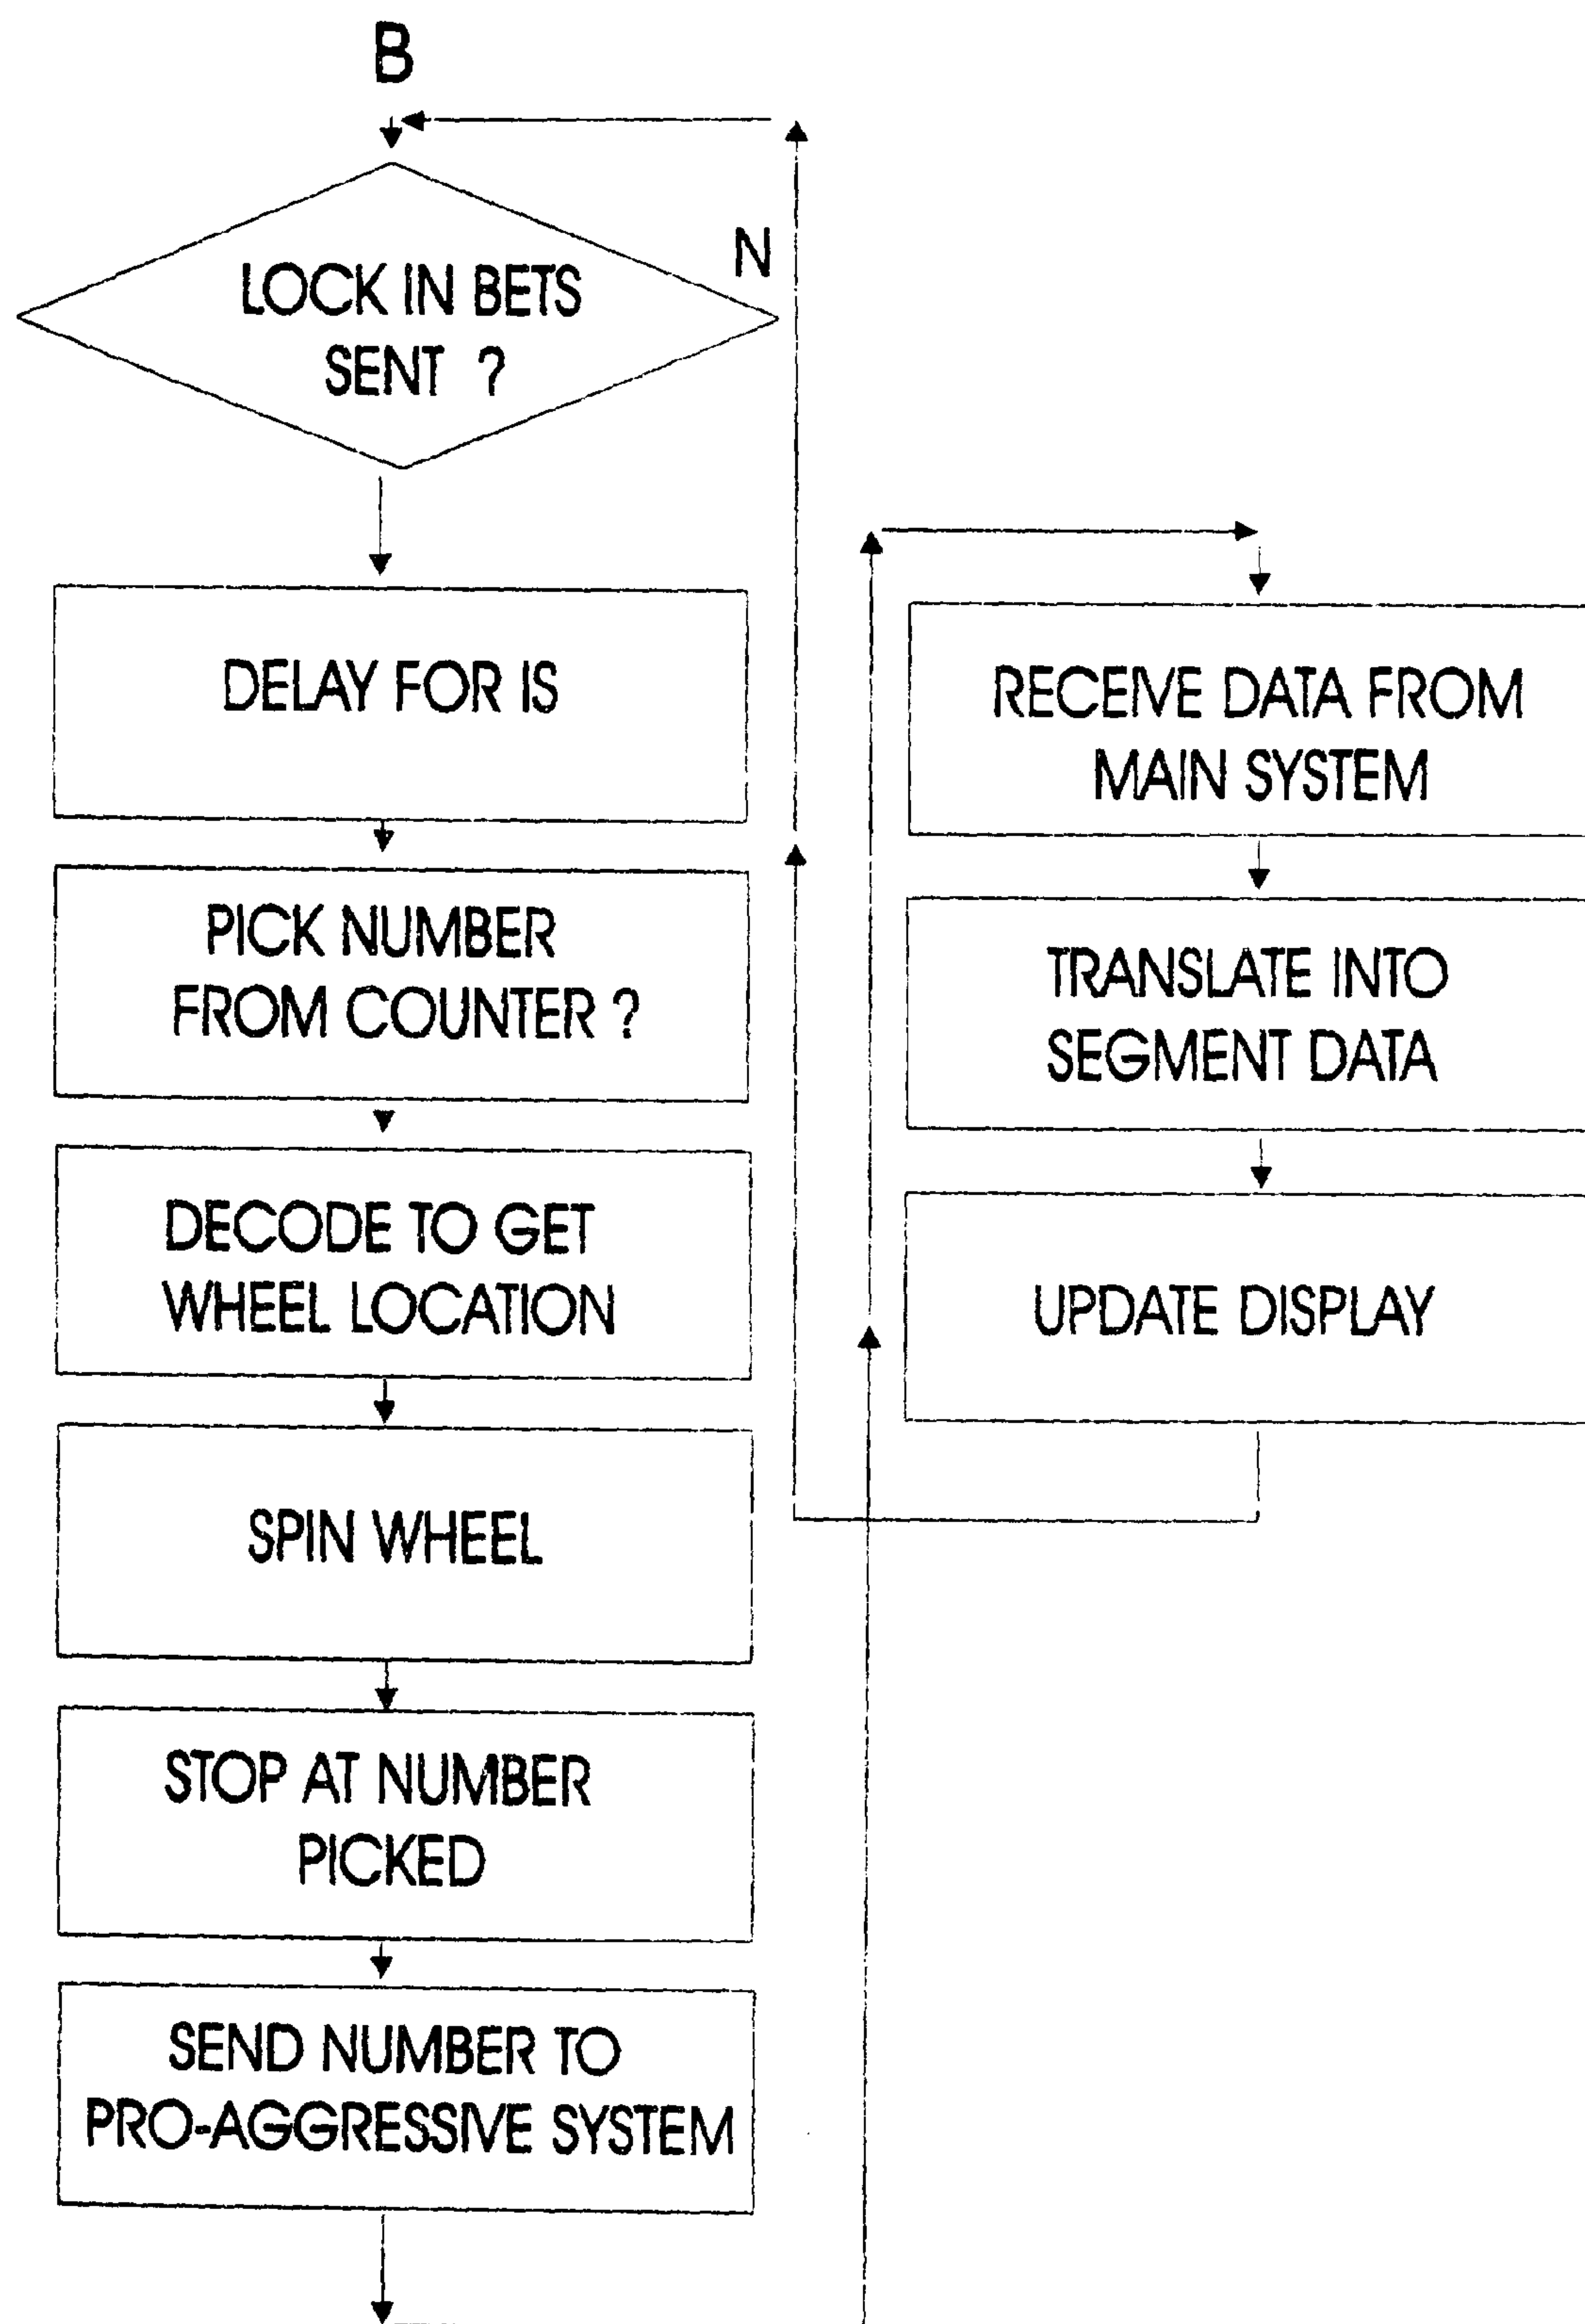 B
N
LOCK IN BETS
SENT ?
DELAY FOR IS
PICK NUMBER
FROM COUNTER ?
DECODE TO GET
WHEEL LOCATION
SPIN WHEEL
STOP AT NUMBER
PICKED
SEND NUMBER TO
PRO-AGGRESSIVE SYSTEM
RECEIVE DATA FROM
MAIN SYSTEM
TRANSLATE INTO
SEGMENT DATA
UPDATE DISPLAY